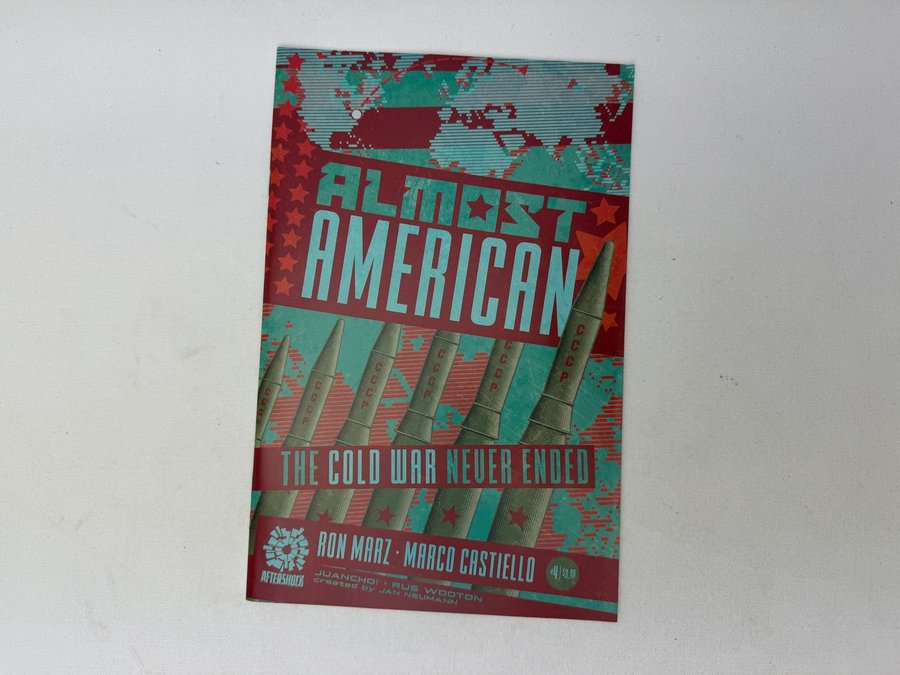 ALMOST
AMERICAN
CCCP
CCCP
CCCP
CCCP
CCCP
CCCP
THE COLD WAR NEVER ENDED
RON MARZ · MARCO CASTIELLO
#4 | $3.99
AFTERSHOCK
JUANCHO! · RUS WOOTON
created by JAN NEUMANN